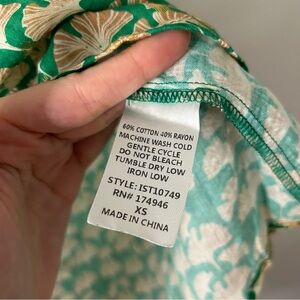 60% COTTON 40% RAYON
MACHINE WASH COLD
GENTLE CYCLE
DO NOT BLEACH
TUMBLE DRY LOW
IRON LOW
STYLE: IST10749
RN# 174946
XS
MADE IN CHINA